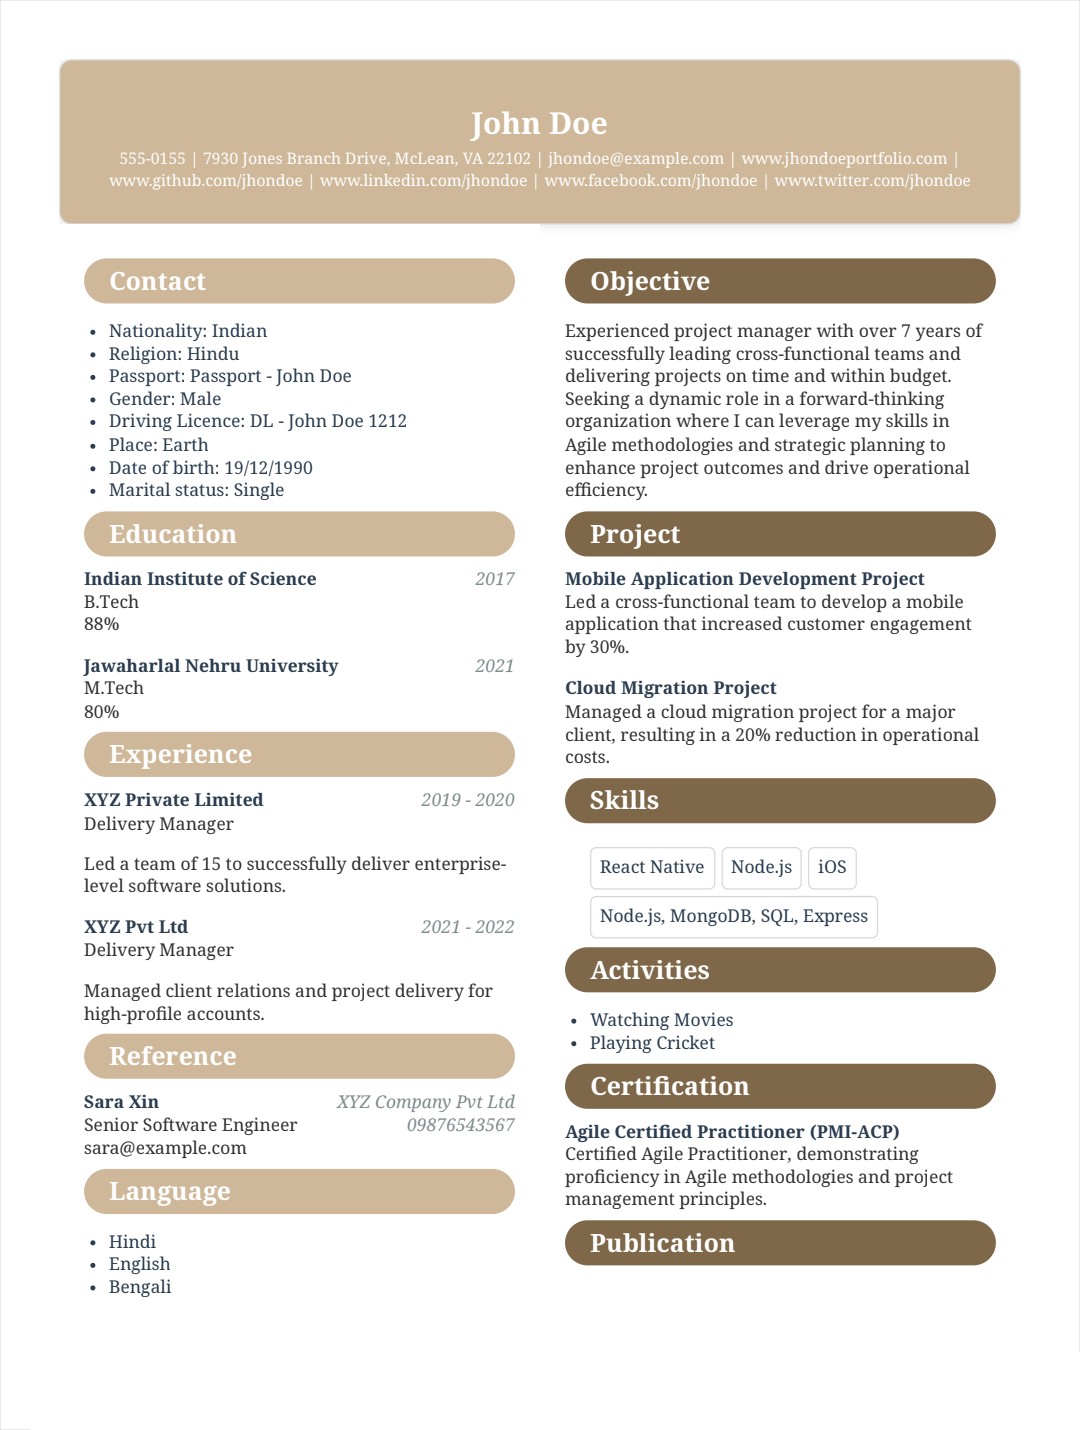 John Doe
555-0155 | 7930 Jones Branch Drive, McLean, VA 22102 | jhondoe@example.com | www.jhondoeportfolio.com |
www.github.com/jhondoe | www.linkedin.com/jhondoe | www.facebook.com/jhondoe | www.twitter.com/jhondoe
Contact
• Nationality: Indian
• Religion: Hindu
• Passport: Passport - John Doe
• Gender: Male
• Driving Licence: DL - John Doe 1212
• Place: Earth
• Date of birth: 19/12/1990
• Marital status: Single
Education
Indian Institute of Science 2017
B.Tech
88%
Jawaharlal Nehru University 2021
M.Tech
80%
Experience
XYZ Private Limited 2019 - 2020
Delivery Manager
Led a team of 15 to successfully deliver enterprise-
level software solutions.
XYZ Pvt Ltd 2021 - 2022
Delivery Manager
Managed client relations and project delivery for
high-profile accounts.
Reference
Sara Xin XYZ Company Pvt Ltd
Senior Software Engineer 09876543567
sara@example.com
Language
• Hindi
• English
• Bengali
Objective
Experienced project manager with over 7 years of
successfully leading cross-functional teams and
delivering projects on time and within budget.
Seeking a dynamic role in a forward-thinking
organization where I can leverage my skills in
Agile methodologies and strategic planning to
enhance project outcomes and drive operational
efficiency.
Project
Mobile Application Development Project
Led a cross-functional team to develop a mobile
application that increased customer engagement
by 30%.
Cloud Migration Project
Managed a cloud migration project for a major
client, resulting in a 20% reduction in operational
costs.
Skills
React Native Node.js iOS
Node.js, MongoDB, SQL, Express
Activities
• Watching Movies
• Playing Cricket
Certification
Agile Certified Practitioner (PMI-ACP)
Certified Agile Practitioner, demonstrating
proficiency in Agile methodologies and project
management principles.
Publication